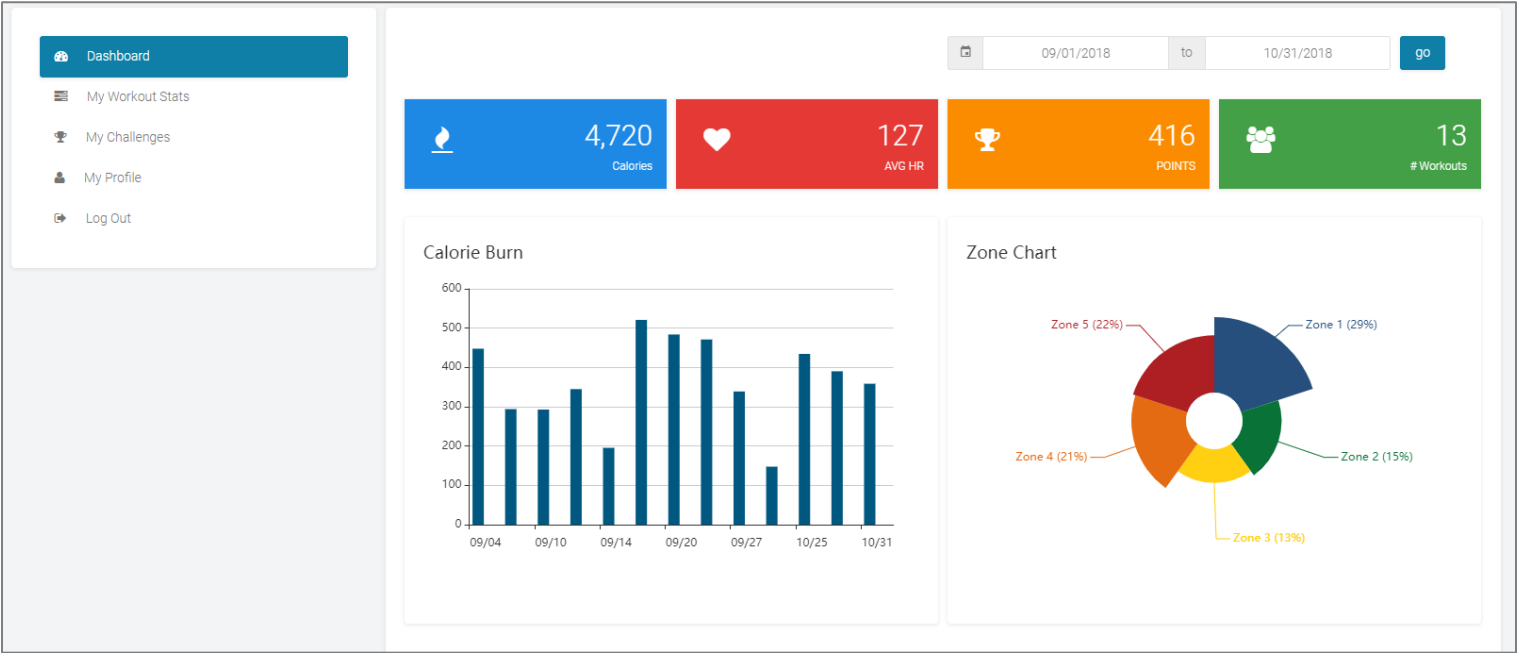 Dashboard
My Workout Stats
My Challenges
My Profile
Log Out
09/01/2018 to 10/31/2018 go
4,720
Calories
127
AVG HR
416
POINTS
13
# Workouts
Calorie Burn
600
500
400
300
200
100
0
09/04 09/10 09/14 09/20 09/27 10/25 10/31
Zone Chart
Zone 5 (22%) Zone 1 (29%)
Zone 4 (21%) Zone 2 (15%)
Zone 3 (13%)